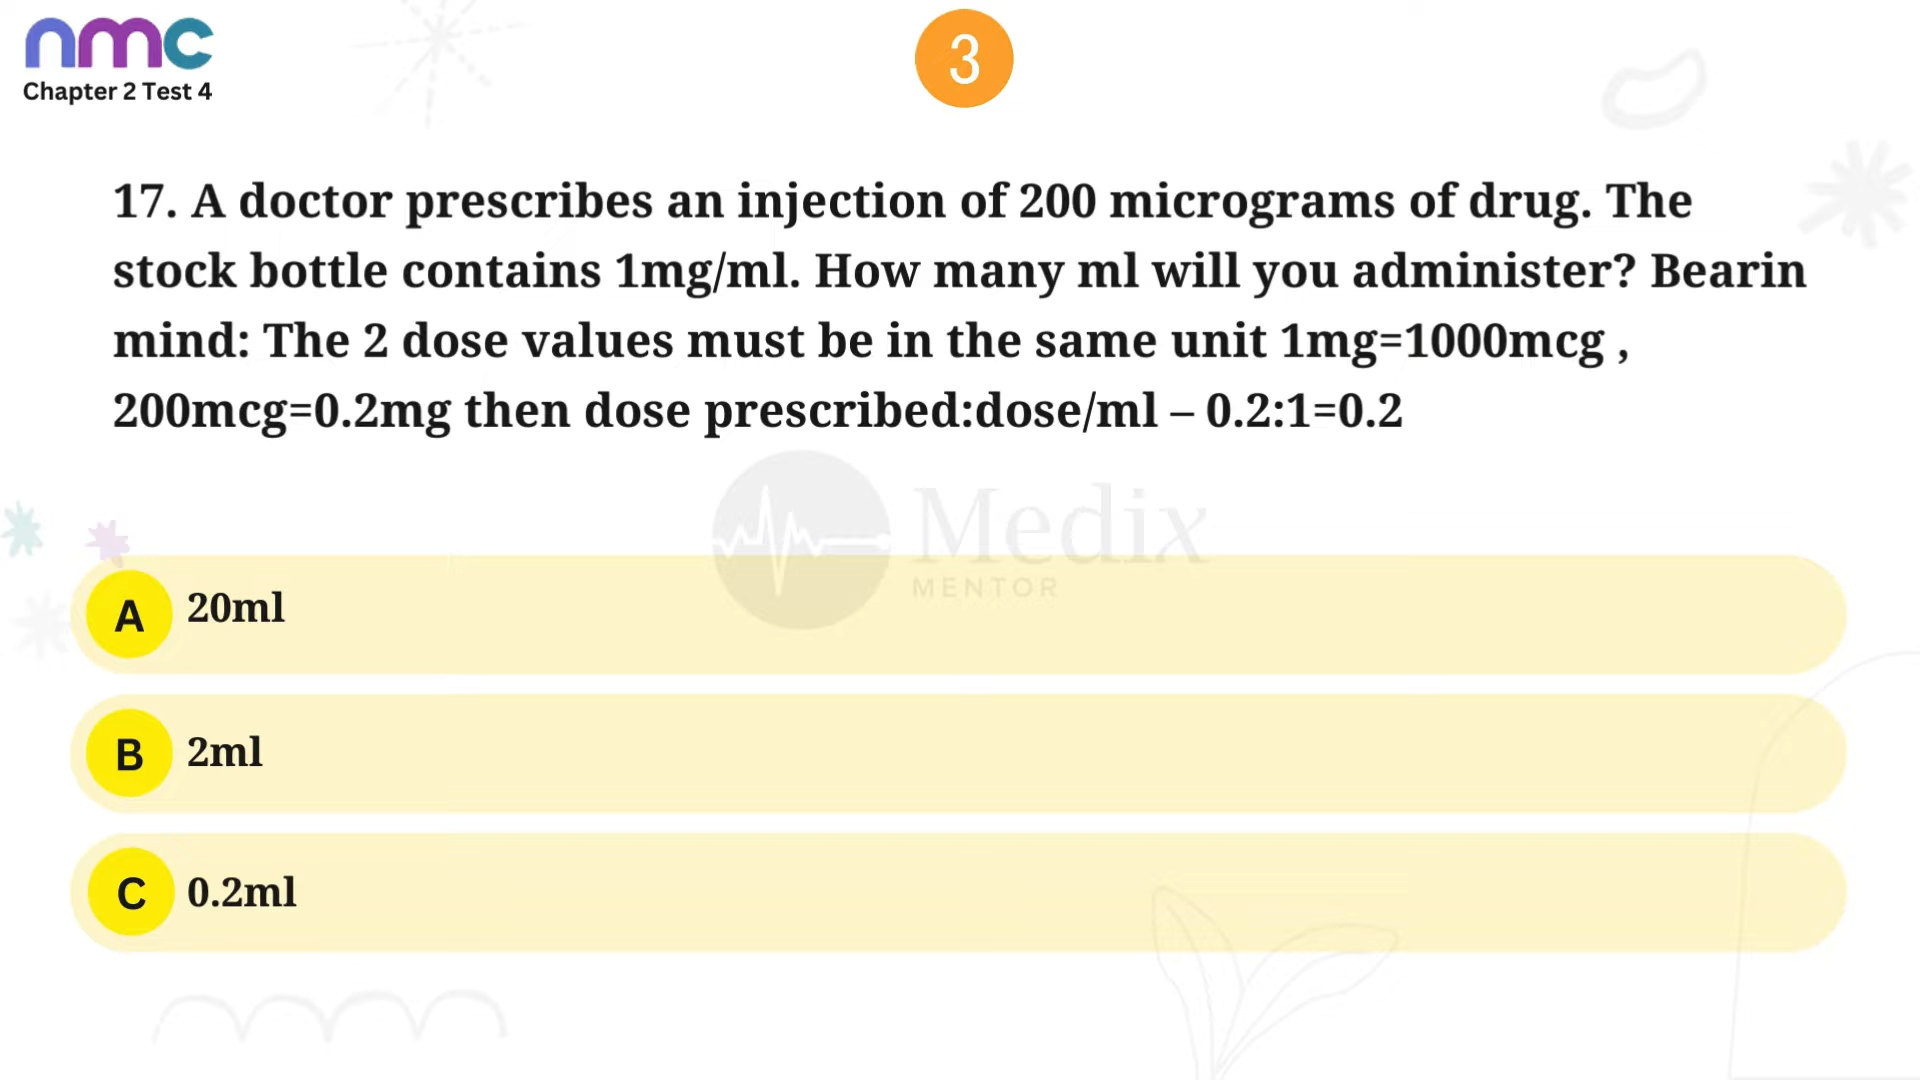 nmc
Chapter 2 Test 4
3
17. A doctor prescribes an injection of 200 micrograms of drug. The
stock bottle contains 1mg/ml. How many ml will you administer? Bearin
mind: The 2 dose values must be in the same unit 1mg=1000mcg ,
200mcg=0.2mg then dose prescribed:dose/ml – 0.2:1=0.2
Medix
MENTOR
A 20ml
B 2ml
C 0.2ml